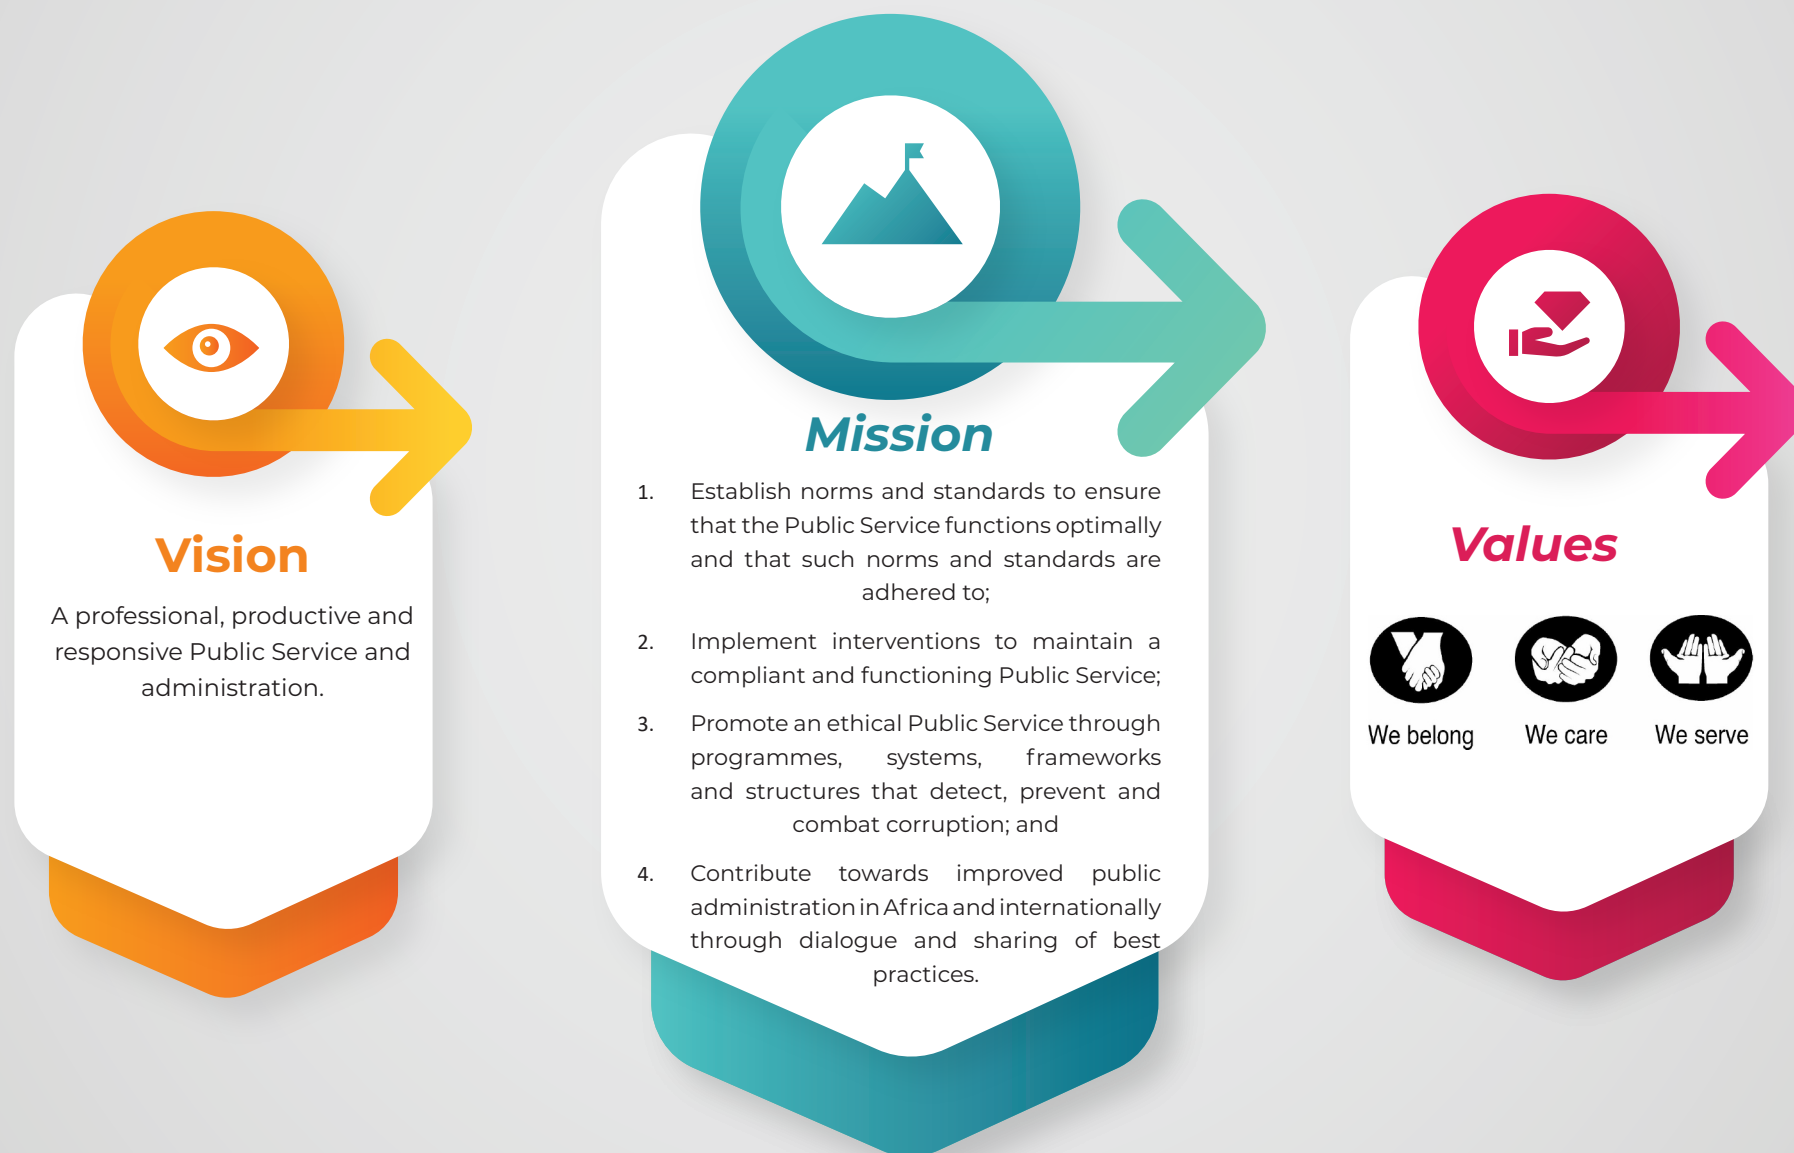 Vision
A professional, productive and
responsive Public Service and
administration.
Mission
1. Establish norms and standards to ensure
that the Public Service functions optimally
and that such norms and standards are
adhered to;
2. Implement interventions to maintain a
compliant and functioning Public Service;
3. Promote an ethical Public Service through
programmes, systems, frameworks
and structures that detect, prevent and
combat corruption; and
4. Contribute towards improved public
administration in Africa and internationally
through dialogue and sharing of best
practices.
Values
We belong
We care
We serve